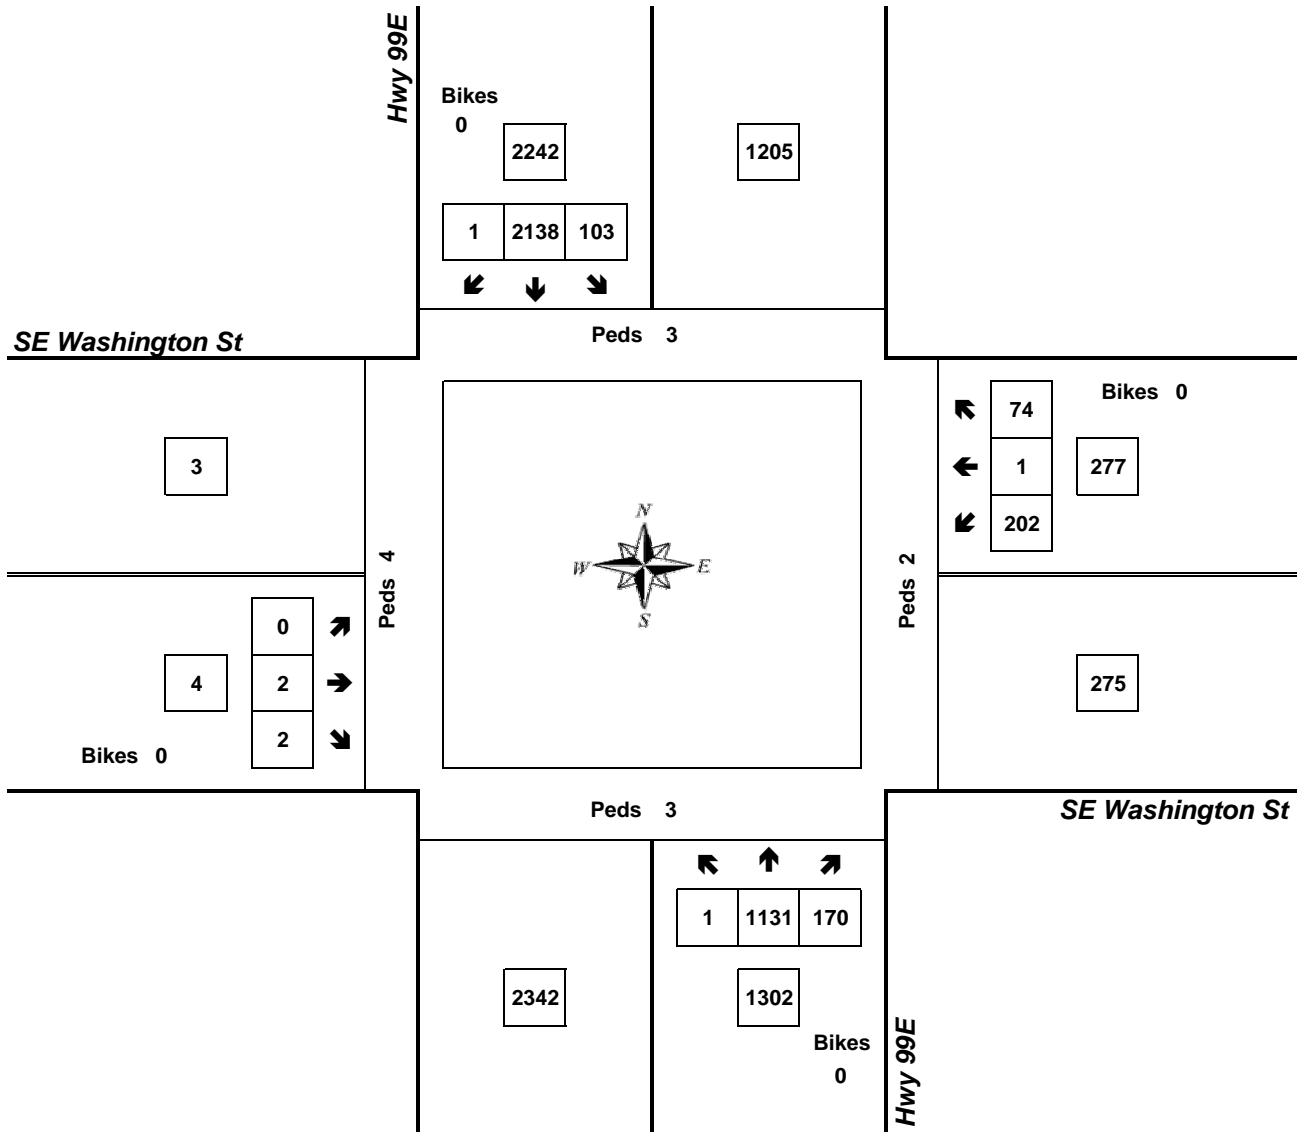 Hwy 99E
Bikes
0
2242
1205
1 2138 103
Peds 3
SE Washington St
74
Bikes 0
3
1
277
202
N
W E
S
Peds 4
Peds 2
0
4
2
275
2
Bikes 0
Peds 3
SE Washington St
1 1131 170
2342
1302
Bikes
0
Hwy 99E